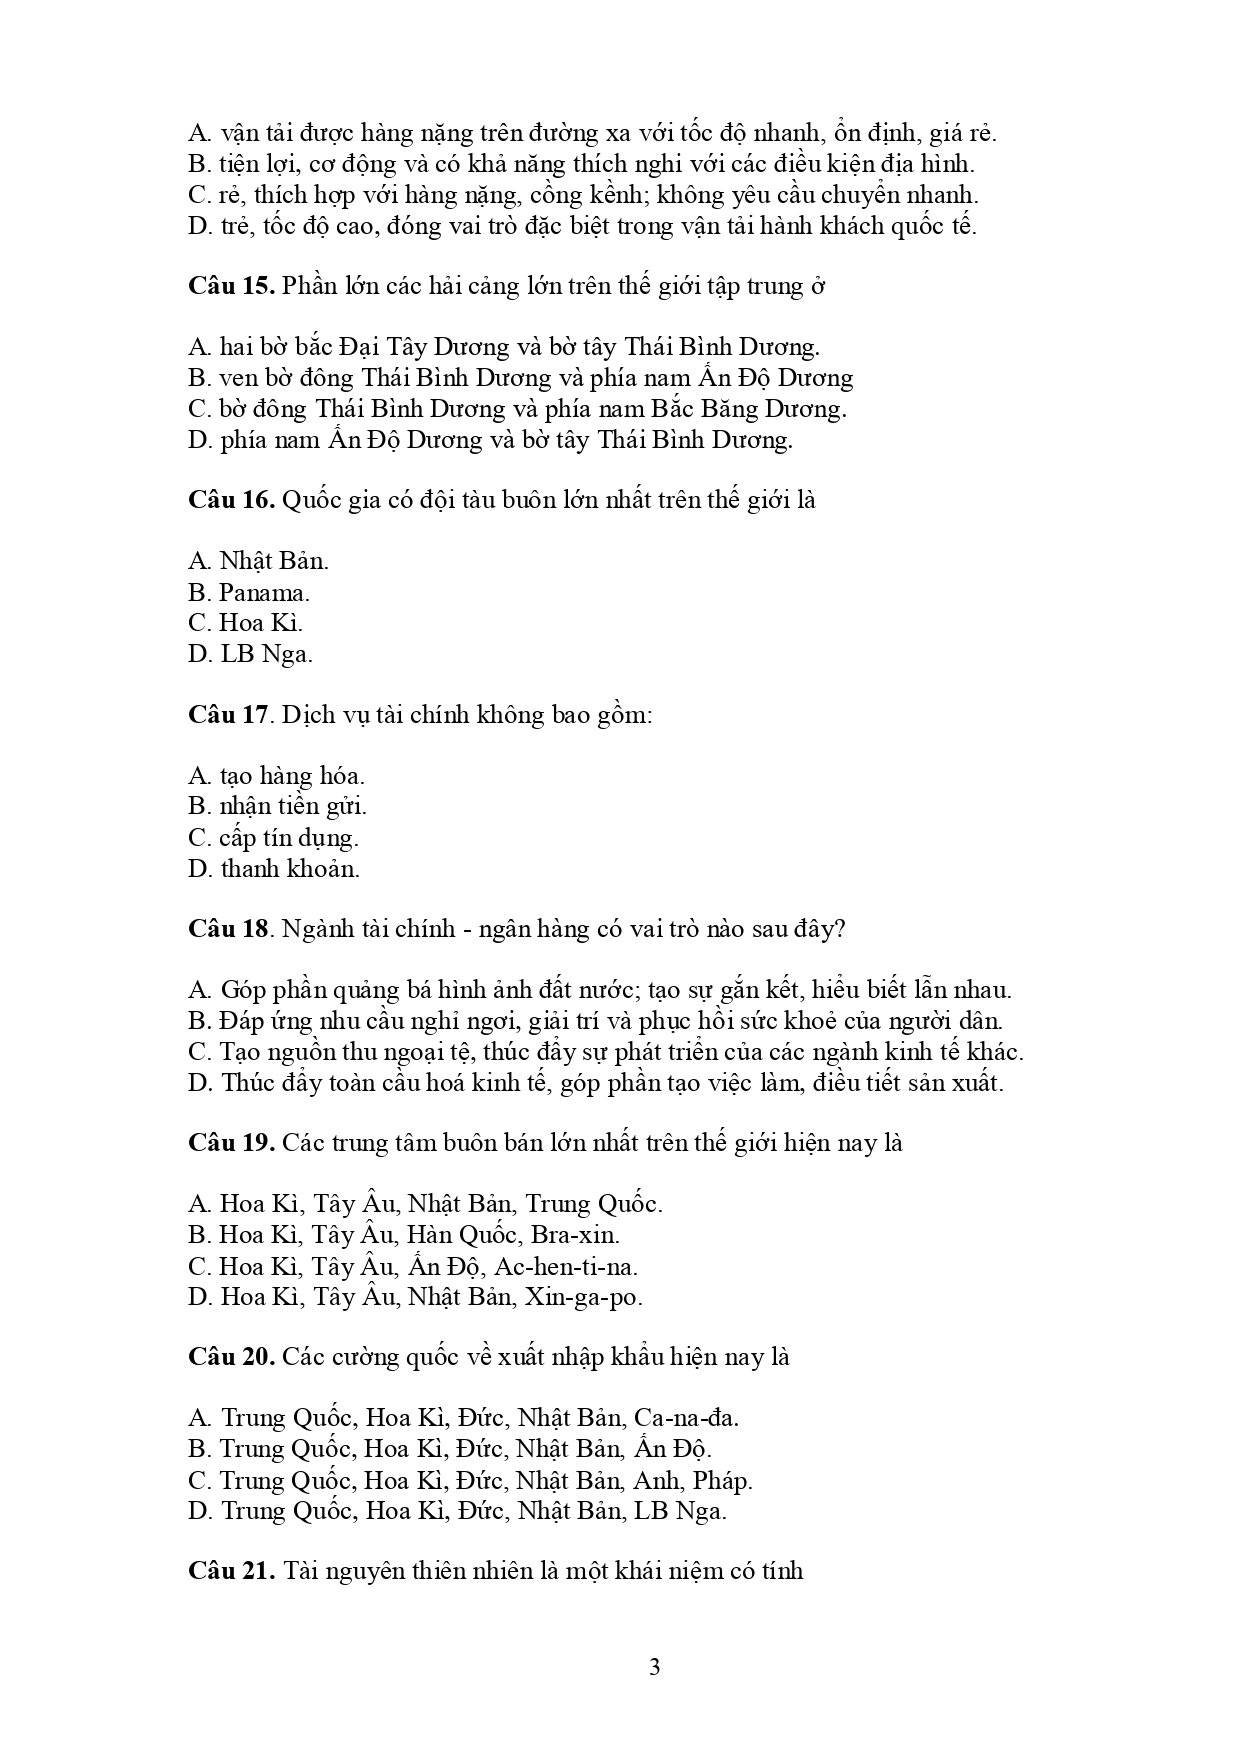 A. vận tải được hàng nặng trên đường xa với tốc độ nhanh, ổn định, giá rẻ.
B. tiện lợi, cơ động và có khả năng thích nghi với các điều kiện địa hình.
C. rẻ, thích hợp với hàng nặng, cồng kềnh; không yêu cầu chuyển nhanh.
D. trẻ, tốc độ cao, đóng vai trò đặc biệt trong vận tải hành khách quốc tế.
Câu 15. Phần lớn các hải cảng lớn trên thế giới tập trung ở
A. hai bờ bắc Đại Tây Dương và bờ tây Thái Bình Dương.
B. ven bờ đông Thái Bình Dương và phía nam Ấn Độ Dương
C. bờ đông Thái Bình Dương và phía nam Bắc Băng Dương.
D. phía nam Ấn Độ Dương và bờ tây Thái Bình Dương.
Câu 16. Quốc gia có đội tàu buôn lớn nhất trên thế giới là
A. Nhật Bản.
B. Panama.
C. Hoa Kì.
D. LB Nga.
Câu 17. Dịch vụ tài chính không bao gồm:
A. tạo hàng hóa.
B. nhận tiền gửi.
C. cấp tín dụng.
D. thanh khoản.
Câu 18. Ngành tài chính - ngân hàng có vai trò nào sau đây?
A. Góp phần quảng bá hình ảnh đất nước; tạo sự gắn kết, hiểu biết lẫn nhau.
B. Đáp ứng nhu cầu nghỉ ngơi, giải trí và phục hồi sức khoẻ của người dân.
C. Tạo nguồn thu ngoại tệ, thúc đẩy sự phát triển của các ngành kinh tế khác.
D. Thúc đẩy toàn cầu hoá kinh tế, góp phần tạo việc làm, điều tiết sản xuất.
Câu 19. Các trung tâm buôn bán lớn nhất trên thế giới hiện nay là
A. Hoa Kì, Tây Âu, Nhật Bản, Trung Quốc.
B. Hoa Kì, Tây Âu, Hàn Quốc, Bra-xin.
C. Hoa Kì, Tây Âu, Ấn Độ, Ac-hen-ti-na.
D. Hoa Kì, Tây Âu, Nhật Bản, Xin-ga-po.
Câu 20. Các cường quốc về xuất nhập khẩu hiện nay là
A. Trung Quốc, Hoa Kì, Đức, Nhật Bản, Ca-na-đa.
B. Trung Quốc, Hoa Kì, Đức, Nhật Bản, Ấn Độ.
C. Trung Quốc, Hoa Kì, Đức, Nhật Bản, Anh, Pháp.
D. Trung Quốc, Hoa Kì, Đức, Nhật Bản, LB Nga.
Câu 21. Tài nguyên thiên nhiên là một khái niệm có tính
3